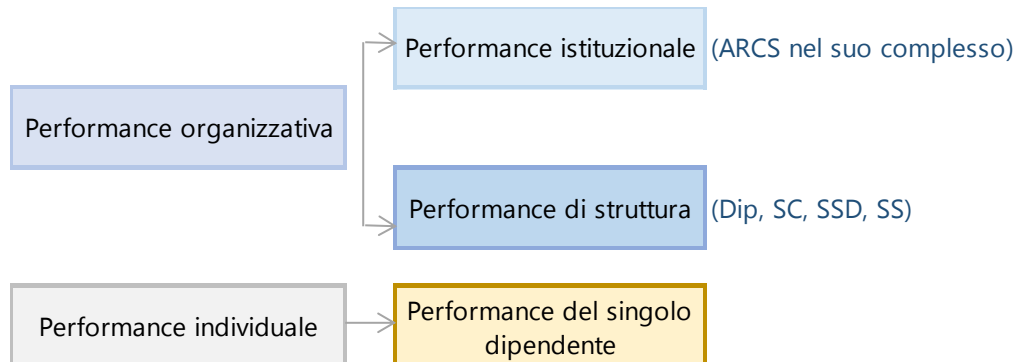 Performance istituzionale (ARCS nel suo complesso)
Performance organizzativa
Performance di struttura (Dip, SC, SSD, SS)
Performance individuale
Performance del singolo
dipendente